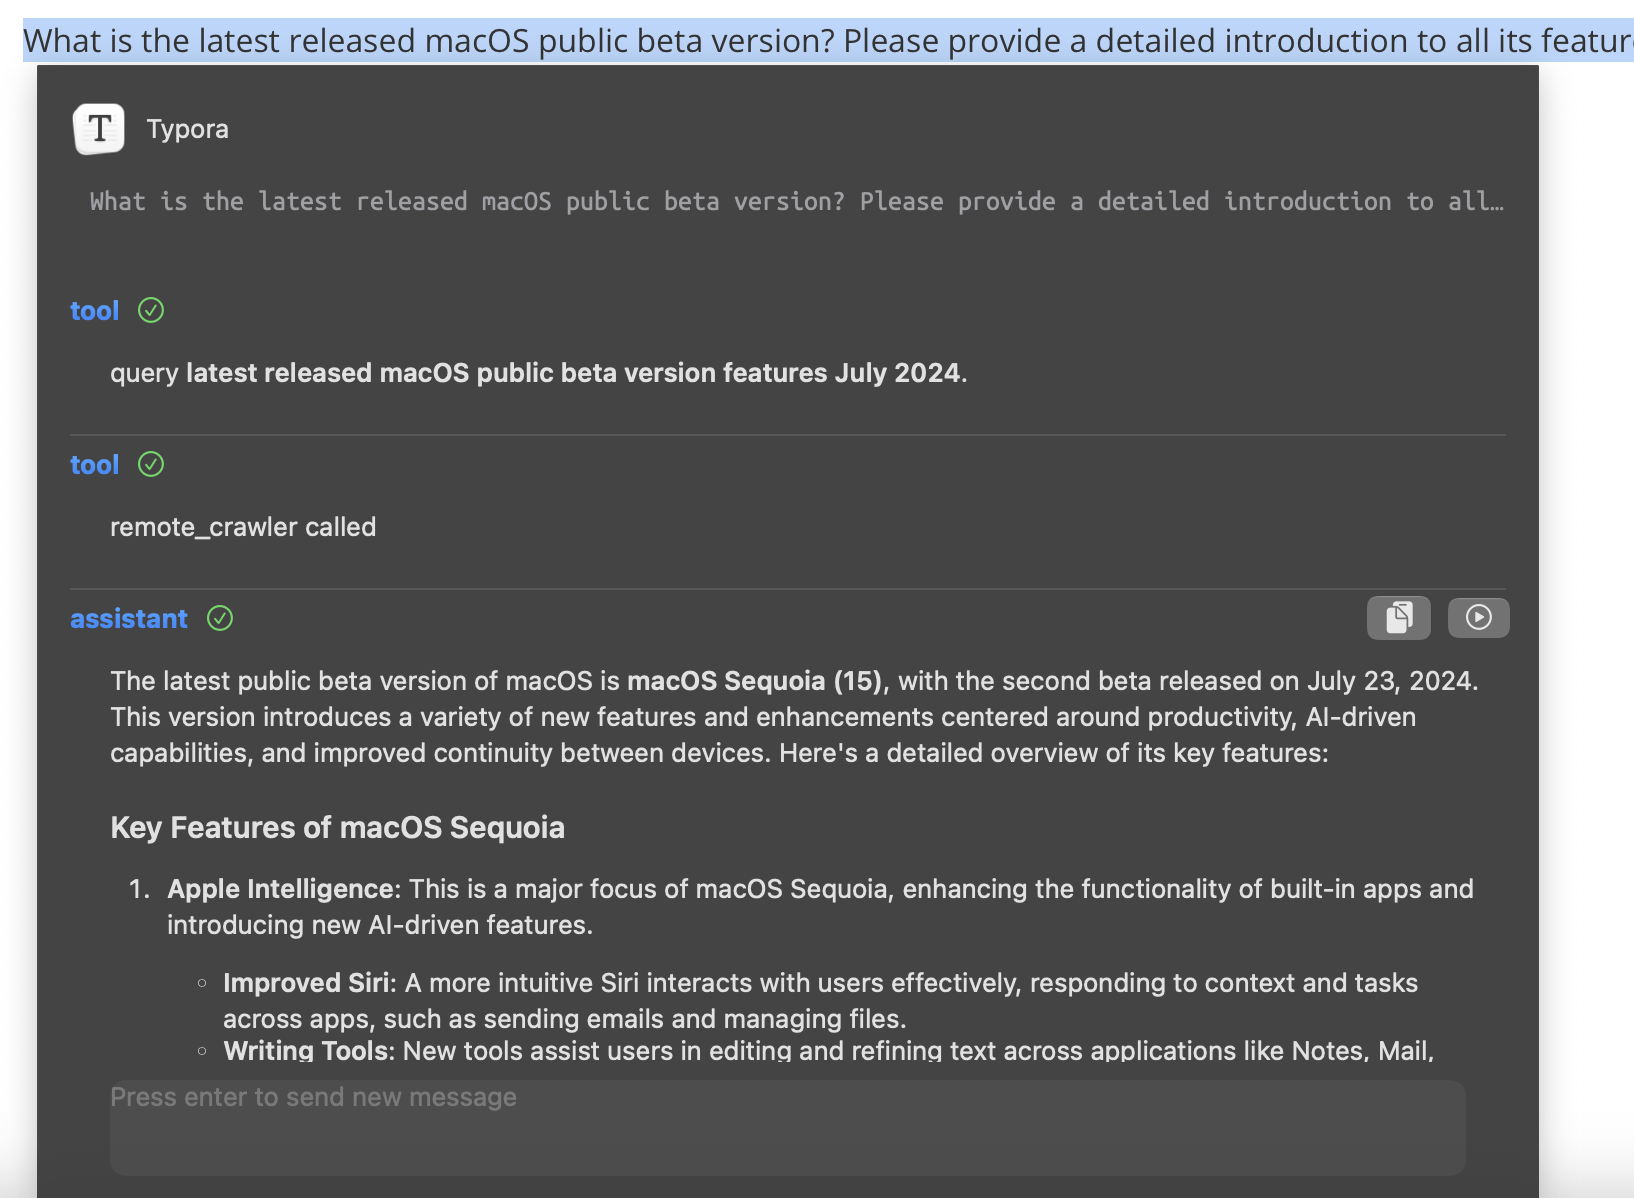 What is the latest released macOS public beta version? Please provide a detailed introduction to all its featur
T
Typora
What is the latest released macOS public beta version? Please provide a detailed introduction to all…
tool
query latest released macOS public beta version features July 2024.
tool
remote_crawler called
assistant
The latest public beta version of macOS is macOS Sequoia (15), with the second beta released on July 23, 2024.
This version introduces a variety of new features and enhancements centered around productivity, AI-driven
capabilities, and improved continuity between devices. Here's a detailed overview of its key features:
Key Features of macOS Sequoia
1. Apple Intelligence: This is a major focus of macOS Sequoia, enhancing the functionality of built-in apps and
introducing new AI-driven features.
◦ Improved Siri: A more intuitive Siri interacts with users effectively, responding to context and tasks
across apps, such as sending emails and managing files.
◦ Writing Tools: New tools assist users in editing and refining text across applications like Notes, Mail,
Press enter to send new message